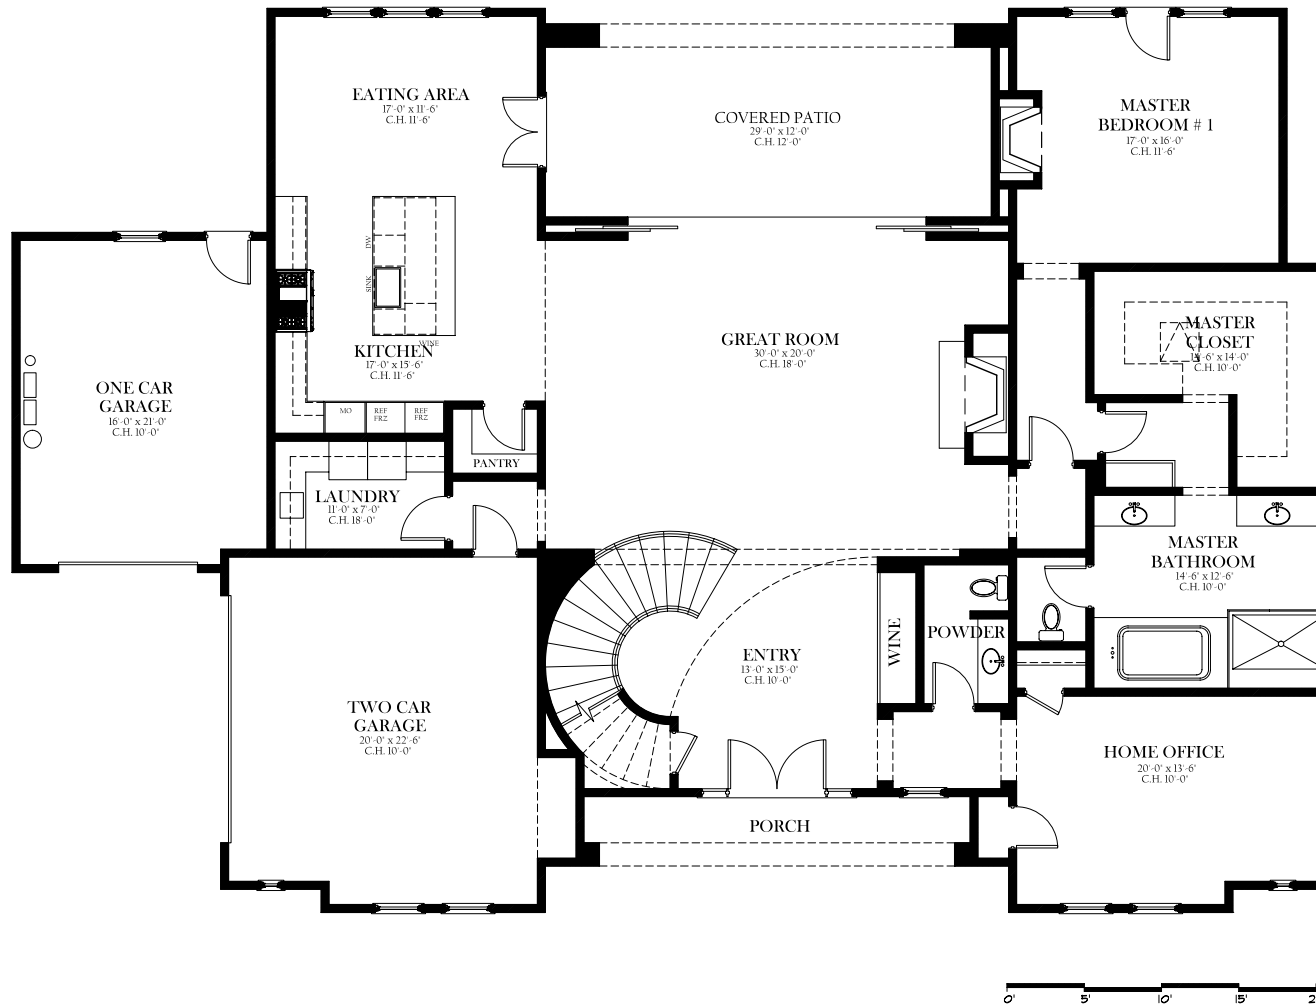 EATING AREA
17'-0" x 11'-6"
C.H. 11'-6"
COVERED PATIO
29'-0" x 12'-0"
C.H. 12'-0"
MASTER
BEDROOM # 1
17'-0" x 16'-0"
C.H. 11'-6"
DW
SINK
WINE
KITCHEN
17'-0" x 15'-6"
C.H. 11'-6"
MO
REF
FRZ
REF
FRZ
GREAT ROOM
30'-0" x 20'-0"
C.H. 18'-0"
MASTER
CLOSET
14'-6" x 14'-0"
C.H. 10'-0"
ONE CAR
GARAGE
16'-0" x 21'-0"
C.H. 10'-0"
PANTRY
LAUNDRY
11'-0" x 7'-0"
C.H. 18'-0"
MASTER
BATHROOM
14'-6" x 12'-6"
C.H. 10'-0"
WINE
POWDER
ENTRY
13'-0" x 15'-0"
C.H. 10'-0"
TWO CAR
GARAGE
20'-0" x 22'-6"
C.H. 10'-0"
HOME OFFICE
20'-0" x 13'-6"
C.H. 10'-0"
PORCH
0' 5' 10' 15' 2